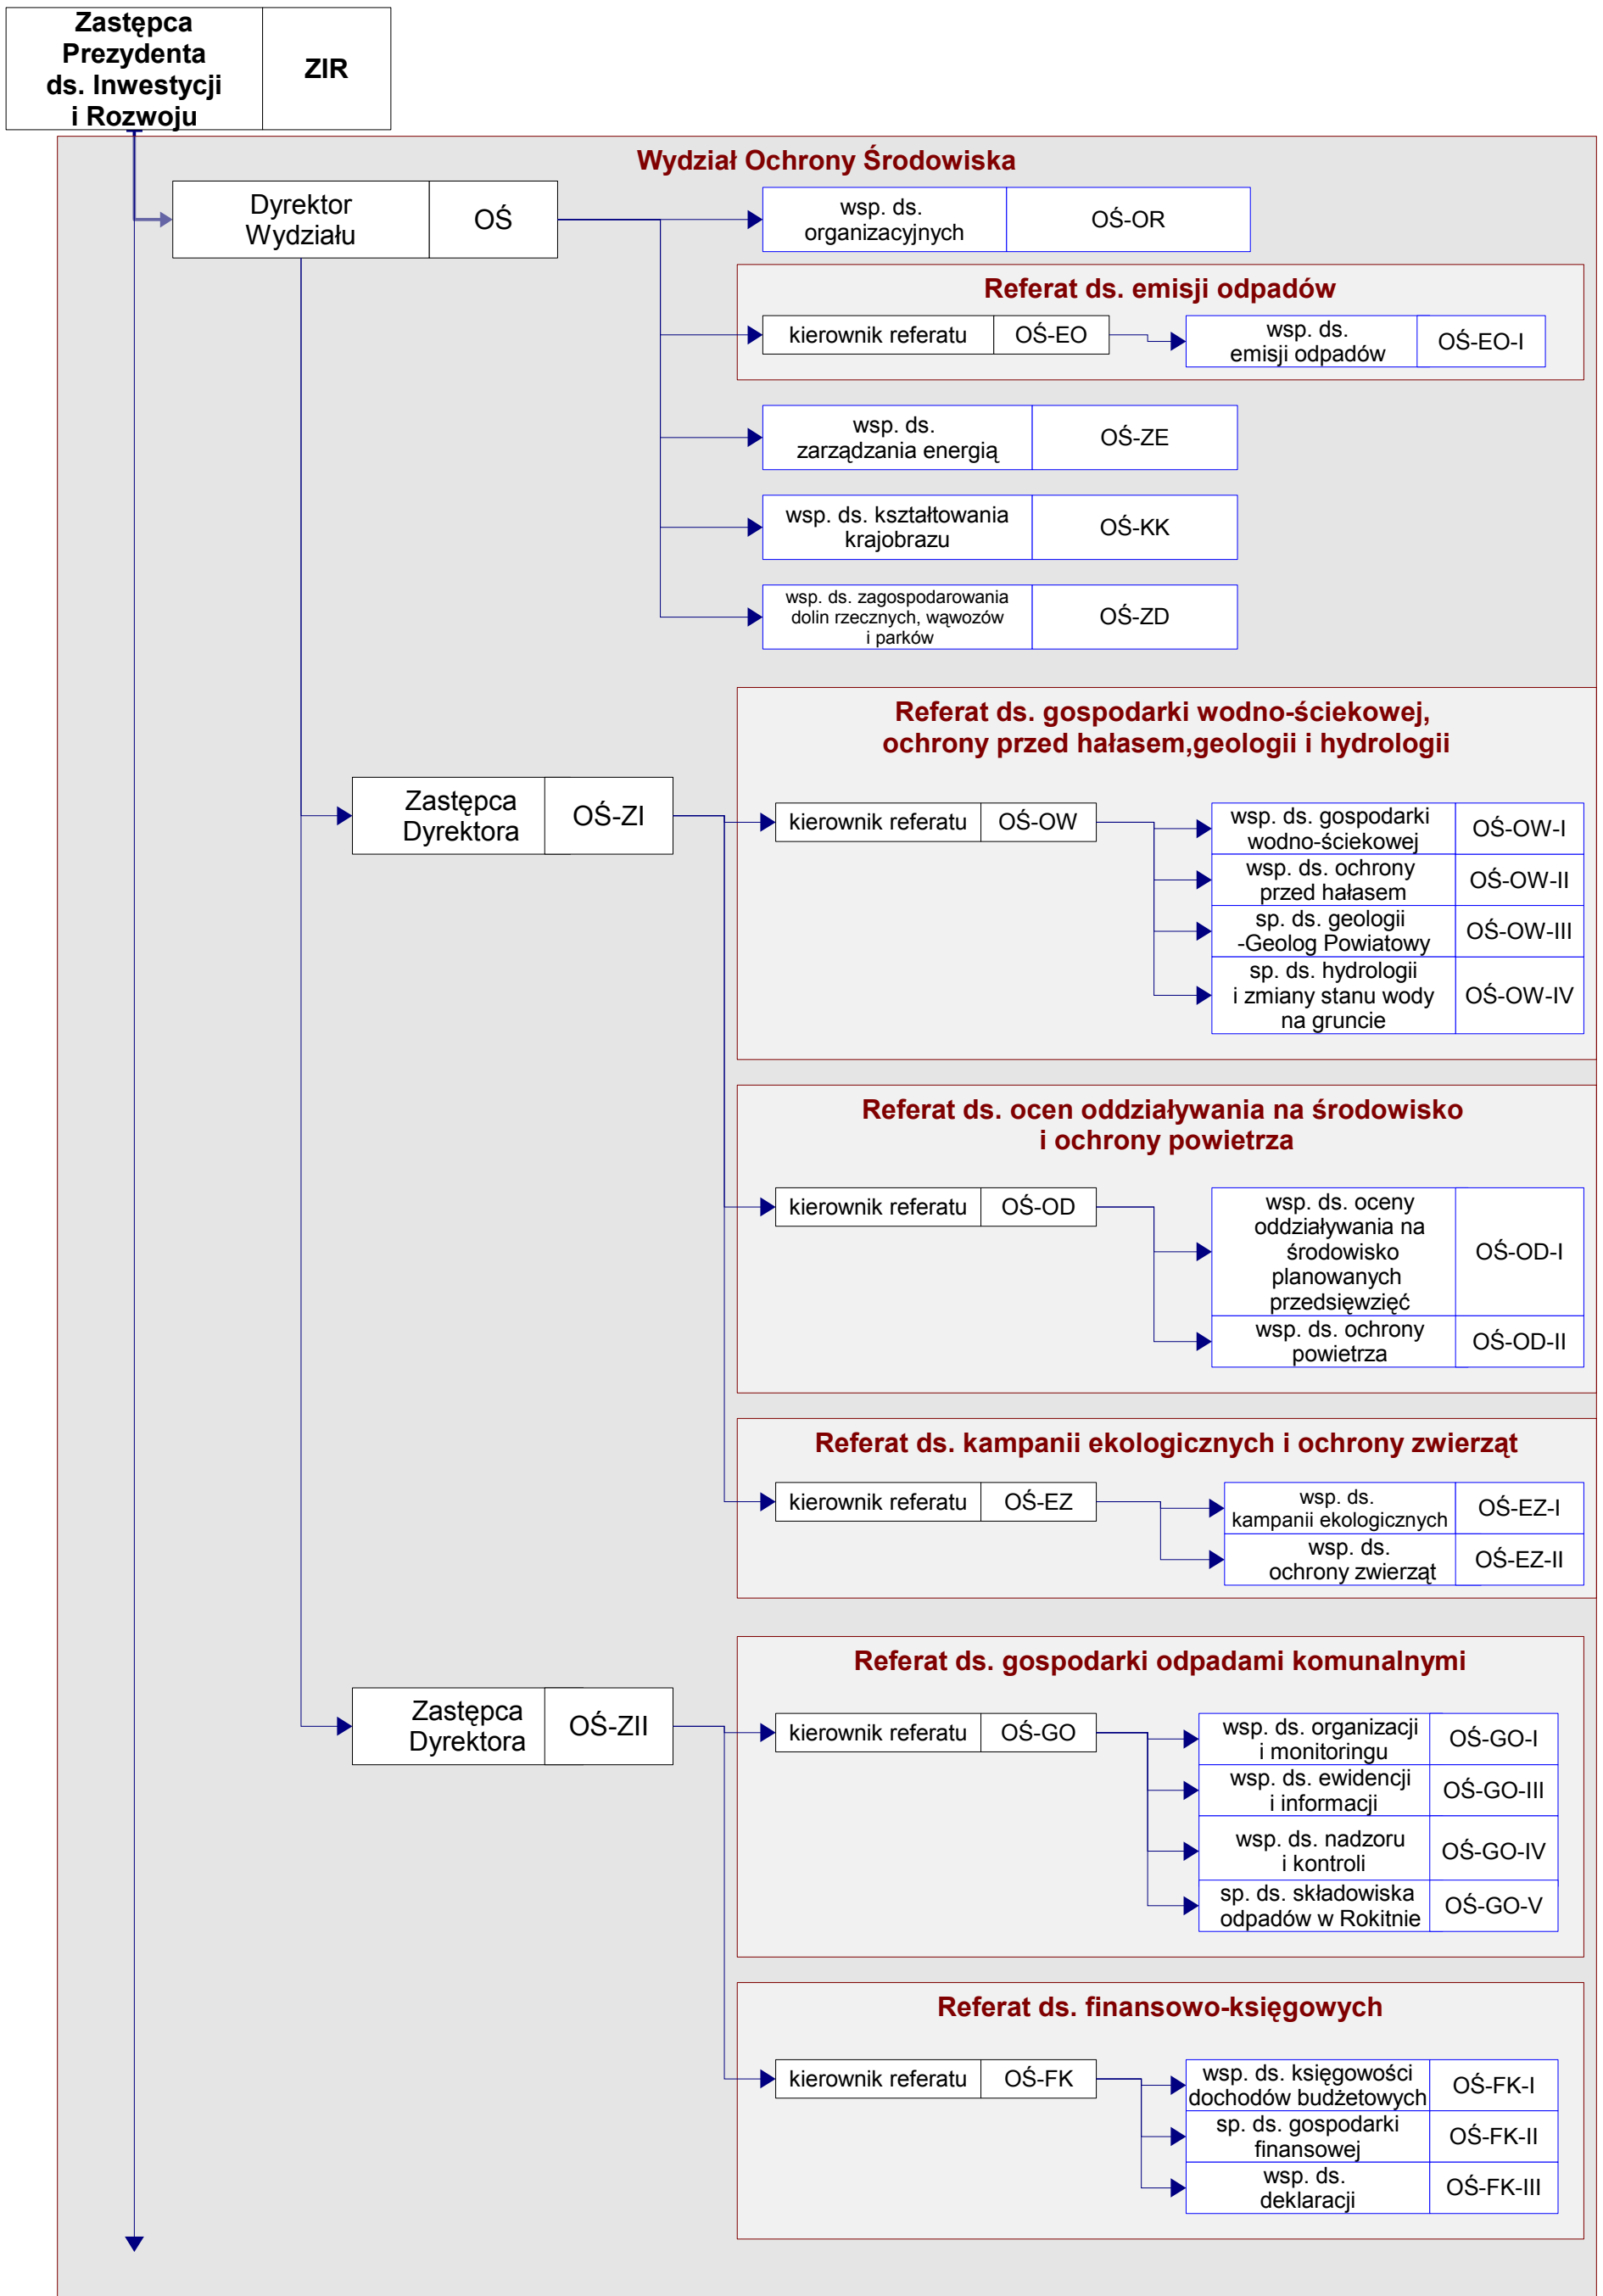 Zastępca
Prezydenta
ds. Inwestycji
i Rozwoju
ZIR
Wydział Ochrony Środowiska
Dyrektor
Wydziału
OŚ
wsp. ds.
organizacyjnych
OŚ-OR
Referat ds. emisji odpadów
kierownik referatu
OŚ-EO
wsp. ds.
emisji odpadów
OŚ-EO-I
wsp. ds.
zarządzania energią
OŚ-ZE
wsp. ds. kształtowania
krajobrazu
OŚ-KK
wsp. ds. zagospodarowania
dolin rzecznych, wąwozów
i parków
OŚ-ZD
Referat ds. gospodarki wodno-ściekowej,
ochrony przed hałasem,geologii i hydrologii
Zastępca
Dyrektora
OŚ-ZI
kierownik referatu
OŚ-OW
wsp. ds. gospodarki
wodno-ściekowej
OŚ-OW-I
wsp. ds. ochrony
przed hałasem
OŚ-OW-II
sp. ds. geologii
-Geolog Powiatowy
OŚ-OW-III
sp. ds. hydrologii
i zmiany stanu wody
na gruncie
OŚ-OW-IV
Referat ds. ocen oddziaływania na środowisko
i ochrony powietrza
kierownik referatu
OŚ-OD
wsp. ds. oceny
oddziaływania na
środowisko
planowanych
przedsięwzięć
OŚ-OD-I
wsp. ds. ochrony
powietrza
OŚ-OD-II
Referat ds. kampanii ekologicznych i ochrony zwierząt
kierownik referatu
OŚ-EZ
wsp. ds.
kampanii ekologicznych
OŚ-EZ-I
wsp. ds.
ochrony zwierząt
OŚ-EZ-II
Referat ds. gospodarki odpadami komunalnymi
Zastępca
Dyrektora
OŚ-ZII
kierownik referatu
OŚ-GO
wsp. ds. organizacji
i monitoringu
OŚ-GO-I
wsp. ds. ewidencji
i informacji
OŚ-GO-III
wsp. ds. nadzoru
i kontroli
OŚ-GO-IV
sp. ds. składowiska
odpadów w Rokitnie
OŚ-GO-V
Referat ds. finansowo-księgowych
kierownik referatu
OŚ-FK
wsp. ds. księgowości
dochodów budżetowych
OŚ-FK-I
sp. ds. gospodarki
finansowej
OŚ-FK-II
wsp. ds.
deklaracji
OŚ-FK-III